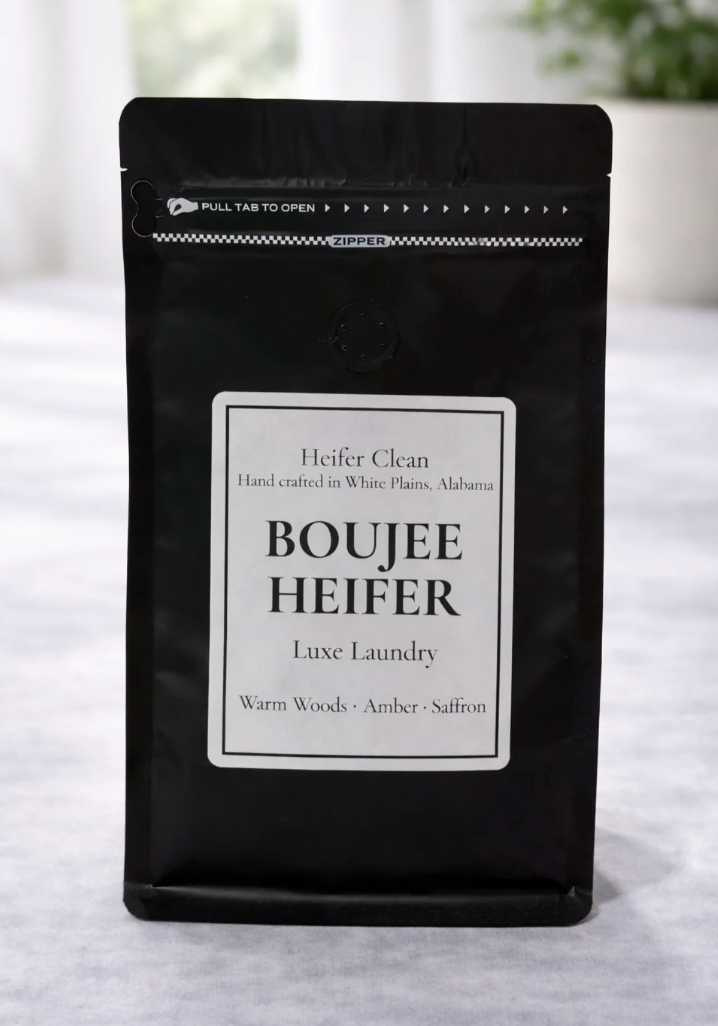 PULL TAB TO OPEN
ZIPPER
Heifer Clean
Hand crafted in White Plains, Alabama
BOUJEE
HEIFER
Luxe Laundry
Warm Woods · Amber · Saffron